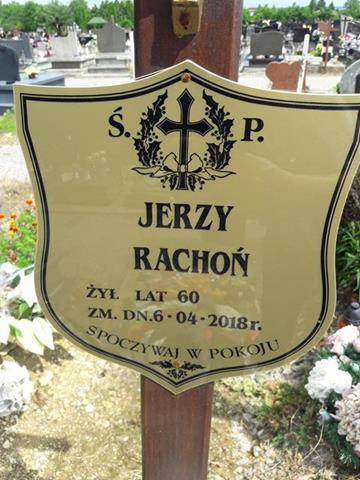 Ś. P.
JERZY
RACHOŃ
ŻYŁ LAT 60
ZM. DN. 6-04-2018 r.
SPOCZYWAJ W POKOJU